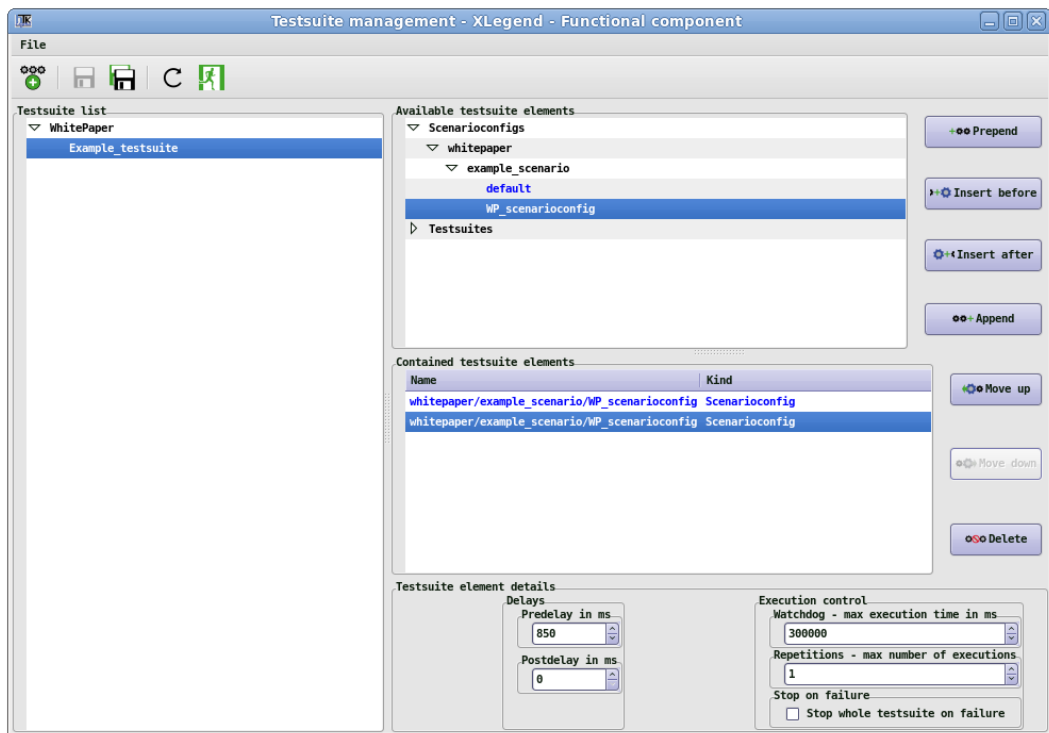 Testsuite management - XLegend - Functional component
File
Testsuite list
WhitePaper
Example_testsuite
Available testsuite elements
Scenarioconfigs
whitepaper
example_scenario
default
WP_scenarioconfig
Testsuites
Prepend
Insert before
Insert after
Append
Contained testsuite elements
Name Kind
whitepaper/example_scenario/WP_scenarioconfig Scenarioconfig
whitepaper/example_scenario/WP_scenarioconfig Scenarioconfig
Move up
Move down
Delete
Testsuite element details
Delays
Predelay in ms
850
Postdelay in ms
0
Execution control
Watchdog - max execution time in ms
300000
Repetitions - max number of executions
1
Stop on failure
Stop whole testsuite on failure